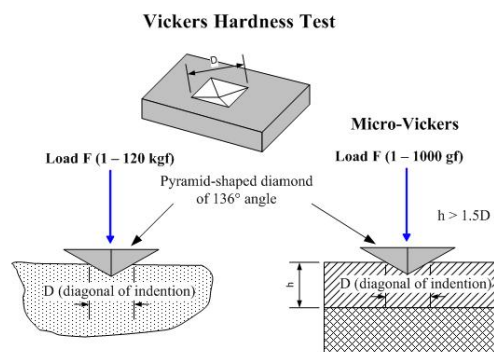 Vickers Hardness Test
D
Micro-Vickers
Load F (1 – 120 kgf)
Load F (1 – 1000 gf)
Pyramid-shaped diamond
of 136° angle
h > 1.5D
D (diagonal of indention)
h
D (diagonal of indention)